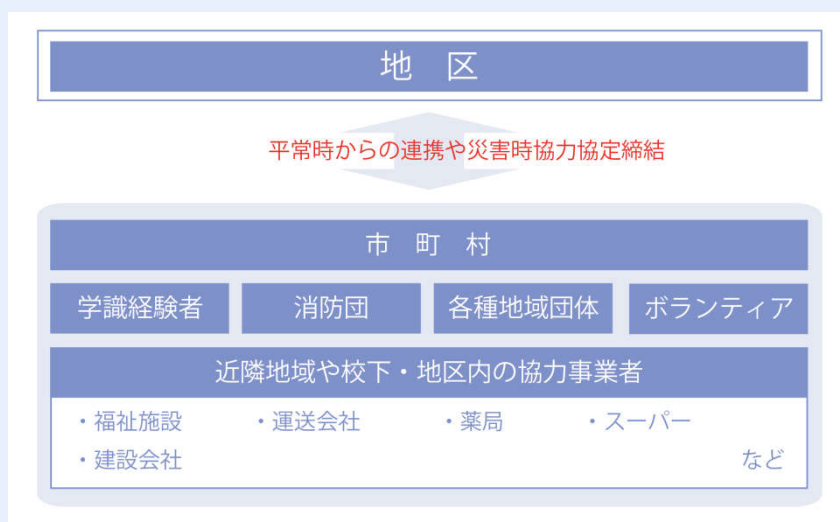 地　区
平常時からの連携や災害時協力協定締結
市　町　村
学識経験者　消防団　各種地域団体　ボランティア
近隣地域や校下・地区内の協力事業者
・福祉施設　・運送会社　・薬局　・スーパー
・建設会社　など